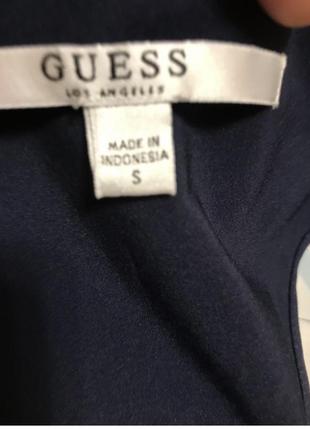 GUESS
LOS ANGELES
MADE IN
INDONESIA
S